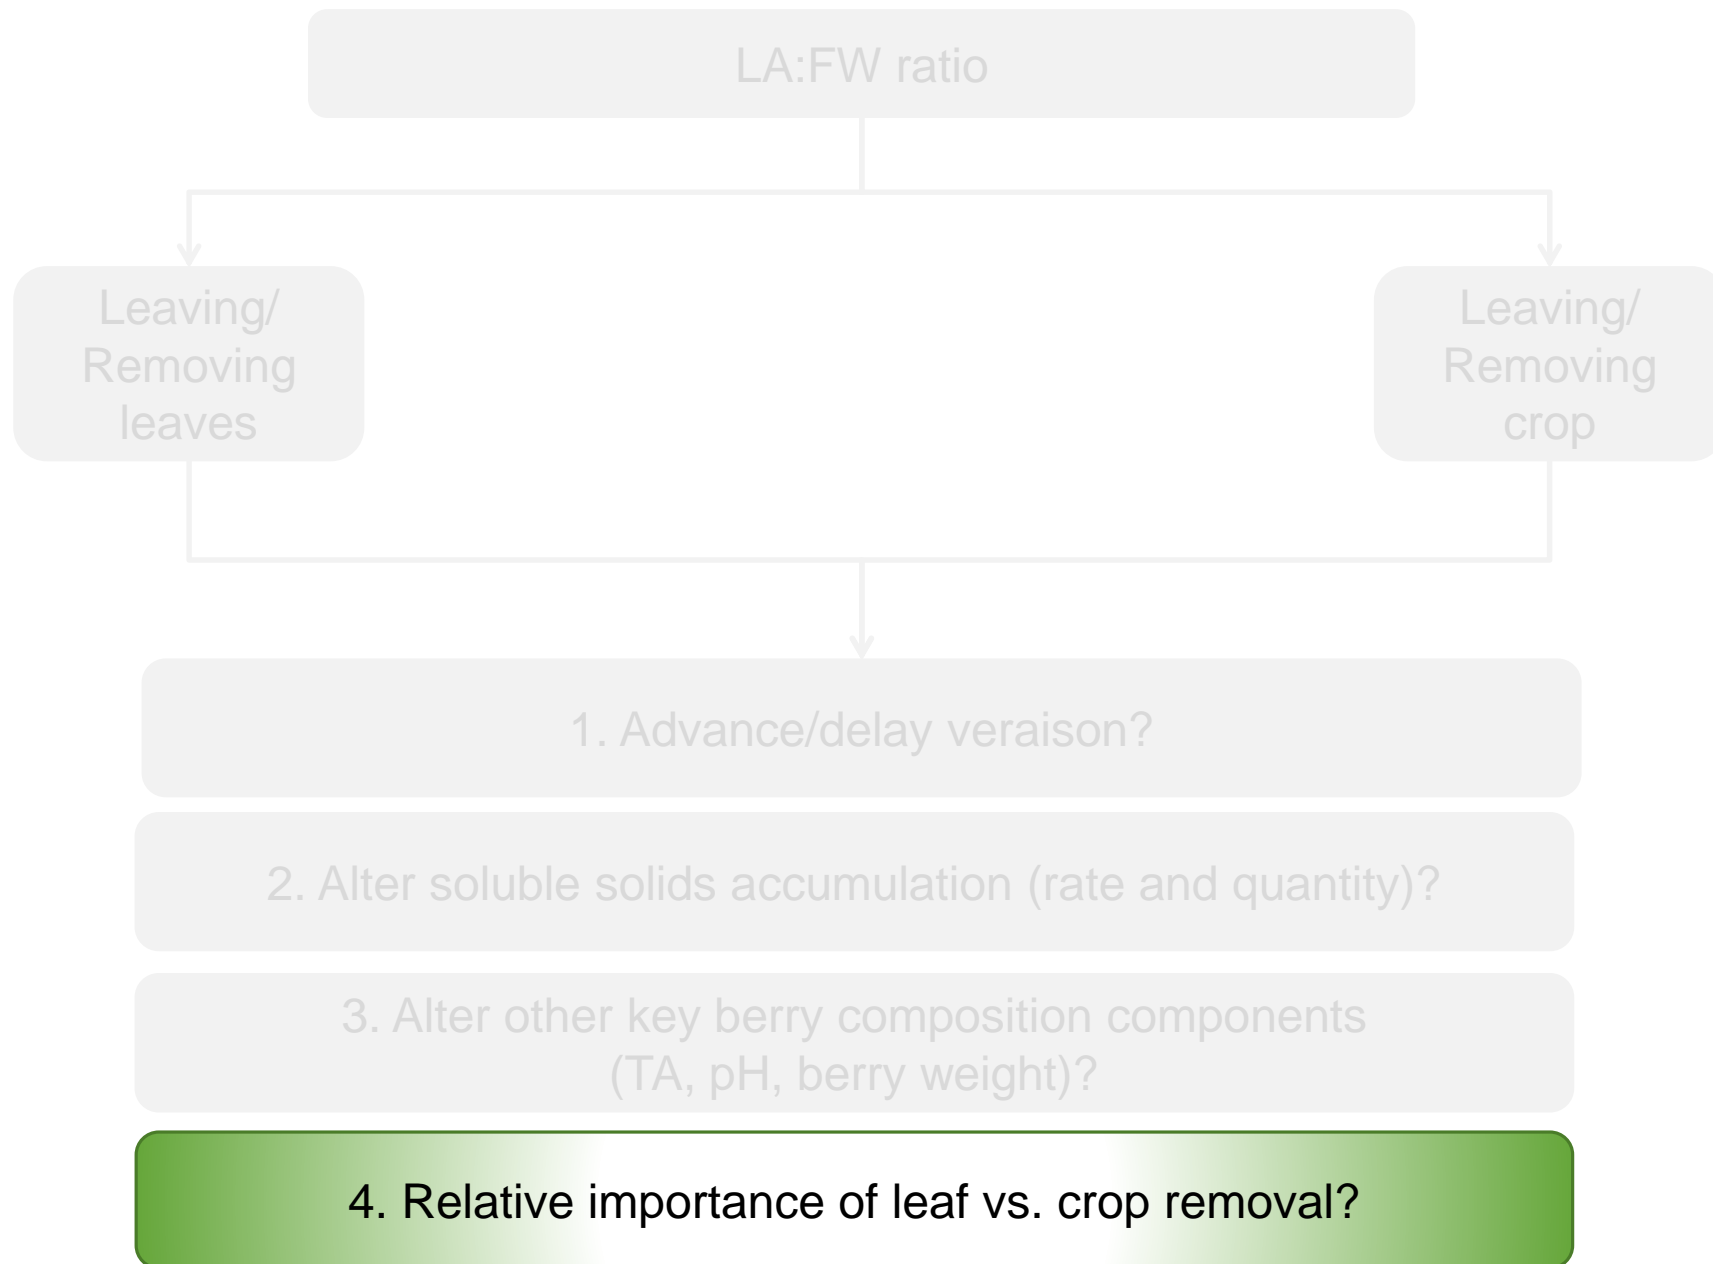 LA:FW ratio
Leaving/
Removing
leaves
Leaving/
Removing
crop
1. Advance/delay veraison?
2. Alter soluble solids accumulation (rate and quantity)?
3. Alter other key berry composition components
(TA, pH, berry weight)?
4. Relative importance of leaf vs. crop removal?